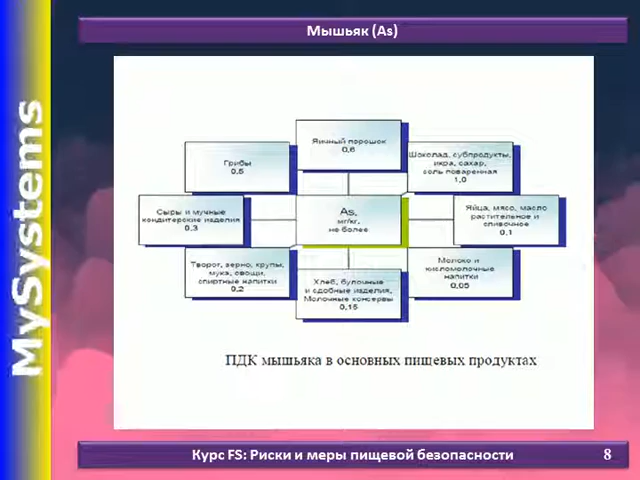 Мышьяк (As)
MySystems
Яичный порошок
0,6
Грибы
0,5
Шоколад, субпродукты,
икра, сахар,
соль поваренная
1,0
Сыры и мучные
кондитерские изделия
0,3
As,
мг/кг,
не более
Яйца, мясо, масло
растительное и
сливочное
0,1
Творог, зерно, крупы,
мука, овощи,
спиртные напитки
0,2
Хлеб, булочные
и сдобные изделия,
Молочные консервы
0,15
Молоко и
кисломолочные
напитки
0,05
ПДК мышьяка в основных пищевых продуктах
Курс FS: Риски и меры пищевой безопасности
8